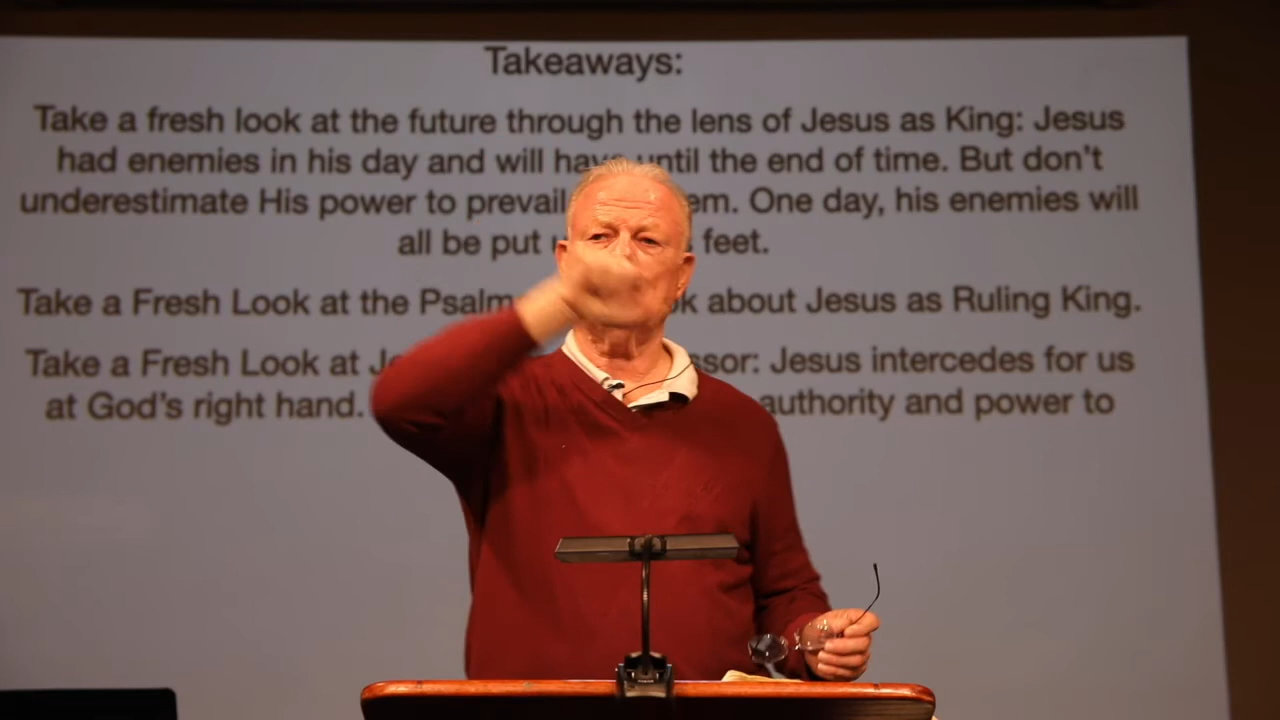 Takeaways:
Take a fresh look at the future through the lens of Jesus as King: Jesus
had enemies in his day and will have until the end of time. But don't
underestimate His power to prevail. One day, his enemies will
all be put feet.
Take a Fresh Look at the Psalm about Jesus as Ruling King.
Take a Fresh Look at Jesus intercedes for us
at God's right hand. authority and power to